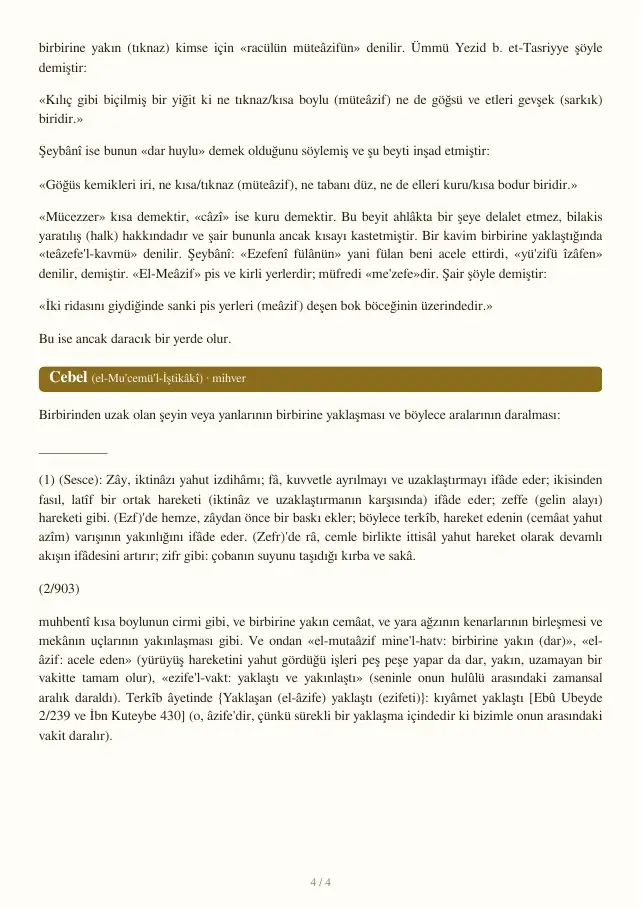 birbirine yakın (tıknaz) kimse için «racülün müteâzifün» denilir. Ümmü Yezid b. et-Tasriyye şöyle
demiştir:
«Kılıç gibi biçilmiş bir yiğit ki ne tıknaz/kısa boylu (müteâzif) ne de göğsü ve etleri gevşek (sarkık)
biridir.»
Şeybânî ise bunun «dar huylu» demek olduğunu söylemiş ve şu beyti inşad etmiştir:
«Göğüs kemikleri iri, ne kısa/tıknaz (müteâzif), ne tabanı düz, ne de elleri kuru/kısa bodur biridir.»
«Mücezzer» kısa demektir, «câzî» ise kuru demektir. Bu beyit ahlâkta bir şeye delalet etmez, bilakis
yaratılış (halk) hakkındadır ve şair bununla ancak kısayı kastetmiştir. Bir kavim birbirine yaklaştığında
«teâzefe'l-kavmü» denilir. Şeybânî: «Ezefenî fülânün» yani fülan beni acele ettirdi, «yü'zifü îzâfen»
denilir, demiştir. «El-Meâzif» pis ve kirli yerlerdir; müfredi «me'zefe»dir. Şair şöyle demiştir:
«İki ridasını giydiğinde sanki pis yerleri (meâzif) deşen bok böceğinin üzerindedir.»
Bu ise ancak daracık bir yerde olur.
Cebel (el-Mu'cemü'l-İştikâkî) · mihver
Birbirinden uzak olan şeyin veya yanlarının birbirine yaklaşması ve böylece aralarının daralması:
(1) (Sesce): Zây, iktinâzı yahut izdihâmı; fâ, kuvvetle ayrılmayı ve uzaklaştırmayı ifâde eder; ikisinden
fasıl, latîf bir ortak hareketi (iktinâz ve uzaklaştırmanın karşısında) ifâde eder; zeffe (gelin alayı)
hareketi gibi. (Ezf)'de hemze, zâydan önce bir baskı ekler; böylece terkîb, hareket edenin (cemâat yahut
azîm) varışının yakınlığını ifâde eder. (Zefr)'de râ, cemle birlikte ittisâl yahut hareket olarak devamlı
akışın ifâdesini artırır; zifr gibi: çobanın suyunu taşıdığı kırba ve sakâ.
(2/903)
muhbentî kısa boylunun cirmi gibi, ve birbirine yakın cemâat, ve yara ağzının kenarlarının birleşmesi ve
mekânın uçlarının yakınlaşması gibi. Ve ondan «el-mutaâzif mine'l-hatv: birbirine yakın (dar)», «el-
âzif: acele eden» (yürüyüş hareketini yahut gördüğü işleri peş peşe yapar da dar, yakın, uzamayan bir
vakitte tamam olur), «ezife'l-vakt: yaklaştı ve yakınlaştı» (seninle onun hulûlü arasındaki zamansal
aralık daraldı). Terkîb âyetinde {Yaklaşan (el-âzife) yaklaştı (ezifeti)}: kıyâmet yaklaştı [Ebû Ubeyde
2/239 ve İbn Kuteybe 430] (o, âzife'dir, çünkü sürekli bir yaklaşma içindedir ki bizimle onun arasındaki
vakit daralır).
4 / 4